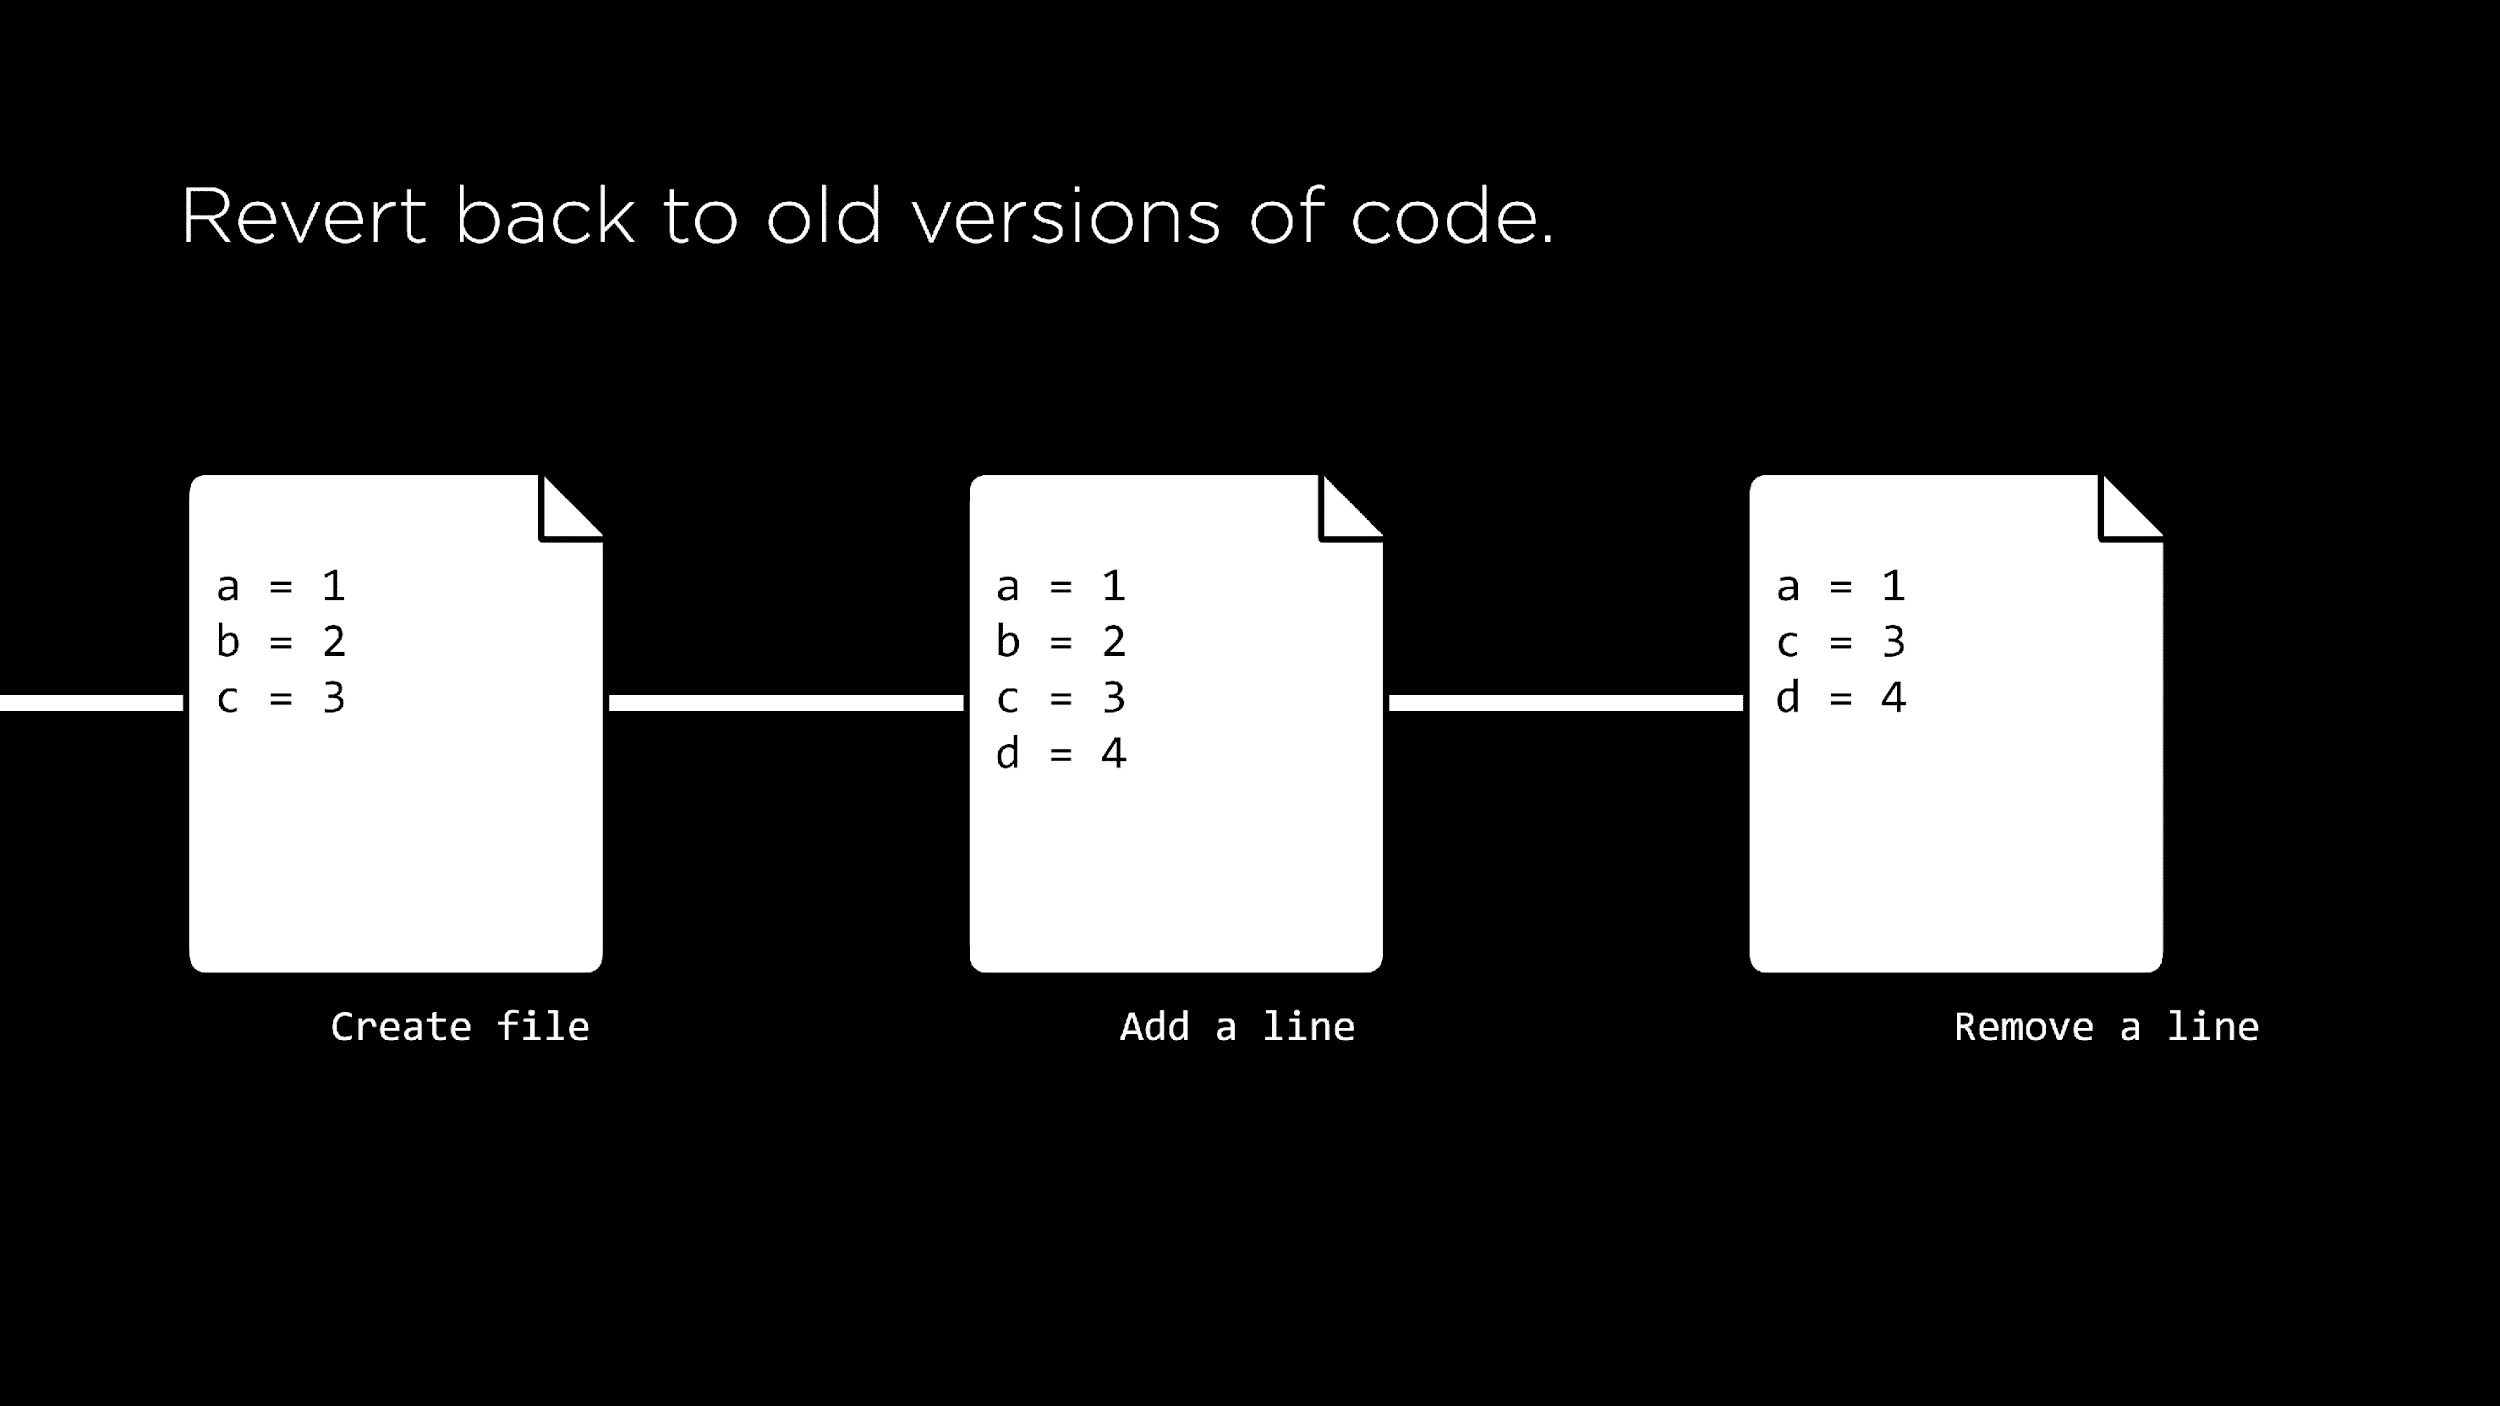 Revert back to old versions of code.
a = 1
b = 2
c = 3
Create file
a = 1
b = 2
c = 3
d = 4
Add a line
a = 1
c = 3
d = 4
Remove a line